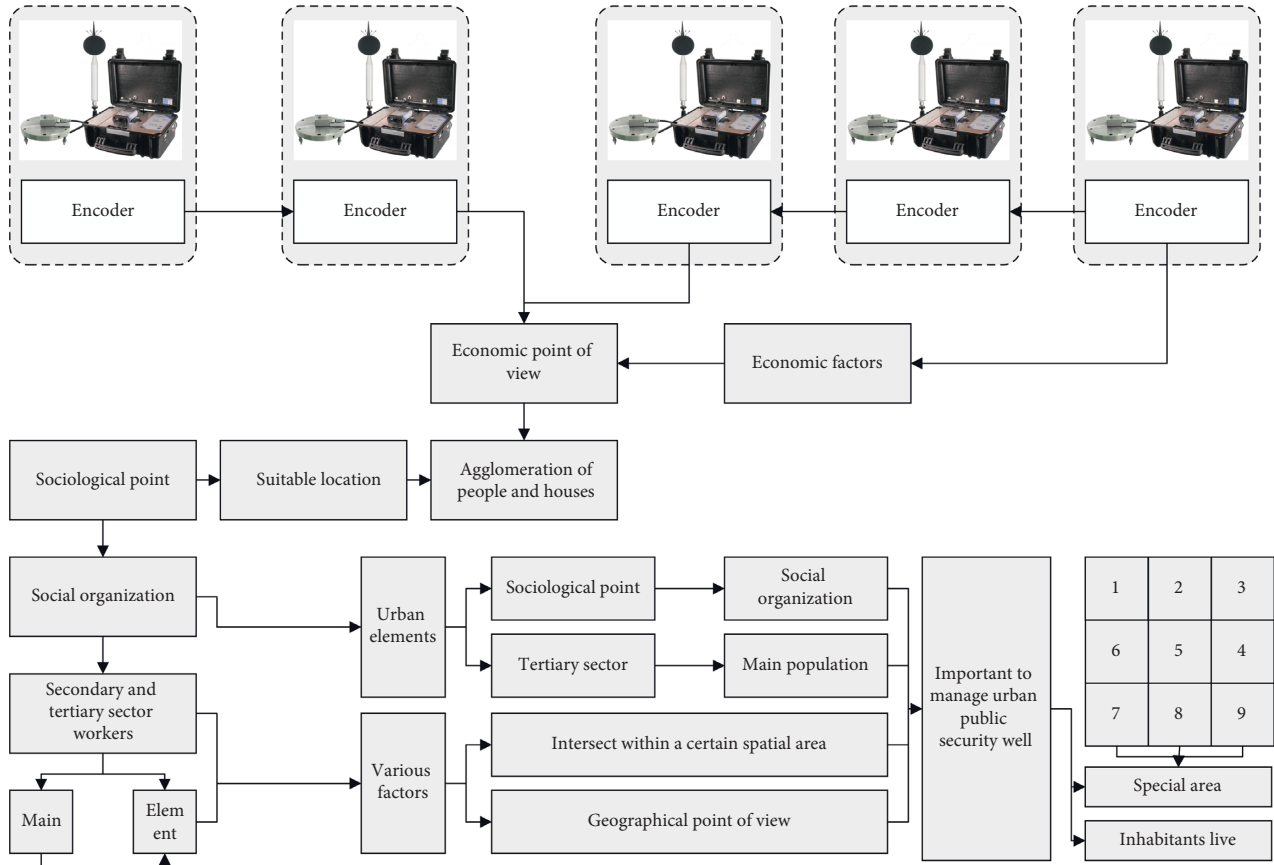 Encoder
Encoder
Encoder
Encoder
Encoder
Economic point of
view
Economic factors
Sociological point
Suitable location
Agglomeration of
people and houses
Social organization
Urban
elements
Sociological point
Social
organization
Tertiary sector
Main population
Secondary and
tertiary sector
workers
Various
factors
Intersect within a certain spatial area
Geographical point of view
Main
Elem
ent
Important to
manage urban
public
security well
1 2 3
6 5 4
7 8 9
Special area
Inhabitants live